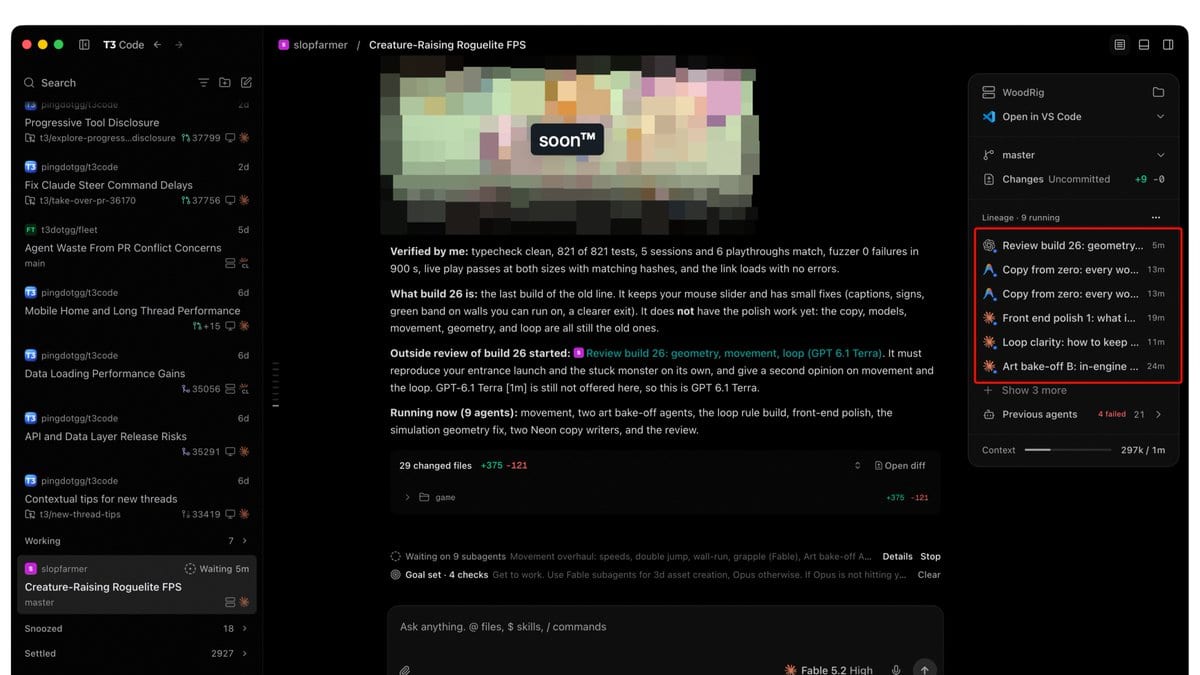 T3 Code
Search
pingdotgg/t3code 2d
Progressive Tool Disclosure
t3/explore-progress...disclosure 37799
pingdotgg/t3code 2d
Fix Claude Steer Command Delays
t3/take-over-pr-36170 37756
FT t3dotgg/fleet 5d
Agent Waste From PR Conflict Concerns
main
T3 pingdotgg/t3code 6d
Mobile Home and Long Thread Performance
+15
T3 pingdotgg/t3code 6d
Data Loading Performance Gains
35056
T3 pingdotgg/t3code 6d
API and Data Layer Release Risks
35291
T3 pingdotgg/t3code 6d
Contextual tips for new threads
t3/new-thread-tips 33419
Working 7
S slopfarmer Waiting 5m
Creature-Raising Roguelite FPS
master
Snoozed 18
Settled 2927
S slopfarmer / Creature-Raising Roguelite FPS
soon™
Verified by me: typecheck clean, 821 of 821 tests, 5 sessions and 6 playthroughs match, fuzzer 0 failures in
900 s, live play passes at both sizes with matching hashes, and the link loads with no errors.
What build 26 is: the last build of the old line. It keeps your mouse slider and has small fixes (captions, signs,
green band on walls you can run on, a clearer exit). It does not have the polish work yet: the copy, models,
movement, geometry, and loop are all still the old ones.
Outside review of build 26 started: S Review build 26: geometry, movement, loop (GPT 6.1 Terra). It must
reproduce your entrance launch and the stuck monster on its own, and give a second opinion on movement and
the loop. GPT-6.1 Terra [1m] is still not offered here, so this is GPT 6.1 Terra.
Running now (9 agents): movement, two art bake-off agents, the loop rule build, front-end polish, the
simulation geometry fix, two Neon copy writers, and the review.
29 changed files +375 -121 Open diff
game +375 -121
Waiting on 9 subagents Movement overhaul: speeds, double jump, wall-run, grapple (Fable), Art bake-off A... Details Stop
Goal set · 4 checks Get to work. Use Fable subagents for 3d asset creation, Opus otherwise. If Opus is not hitting y... Clear
Ask anything. @ files, $ skills, / commands
Fable 5.2 High
WoodRig
Open in VS Code
master
Changes Uncommitted +9 -0
Lineage · 9 running ...
Review build 26: geometry... 5m
Copy from zero: every wo... 13m
Copy from zero: every wo... 13m
Front end polish 1: what i... 19m
Loop clarity: how to keep ... 11m
Art bake-off B: in-engine ... 24m
+ Show 3 more
Previous agents 4 failed 21
Context 297k / 1m